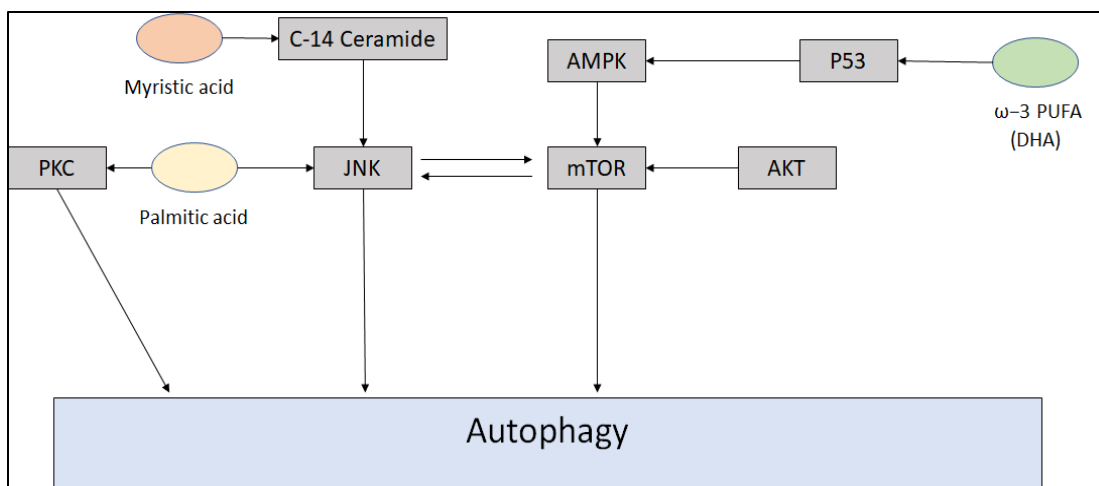 C-14 Ceramide
Myristic acid
AMPK
P53
ω−3 PUFA
(DHA)
PKC
Palmitic acid
JNK
mTOR
AKT
Autophagy